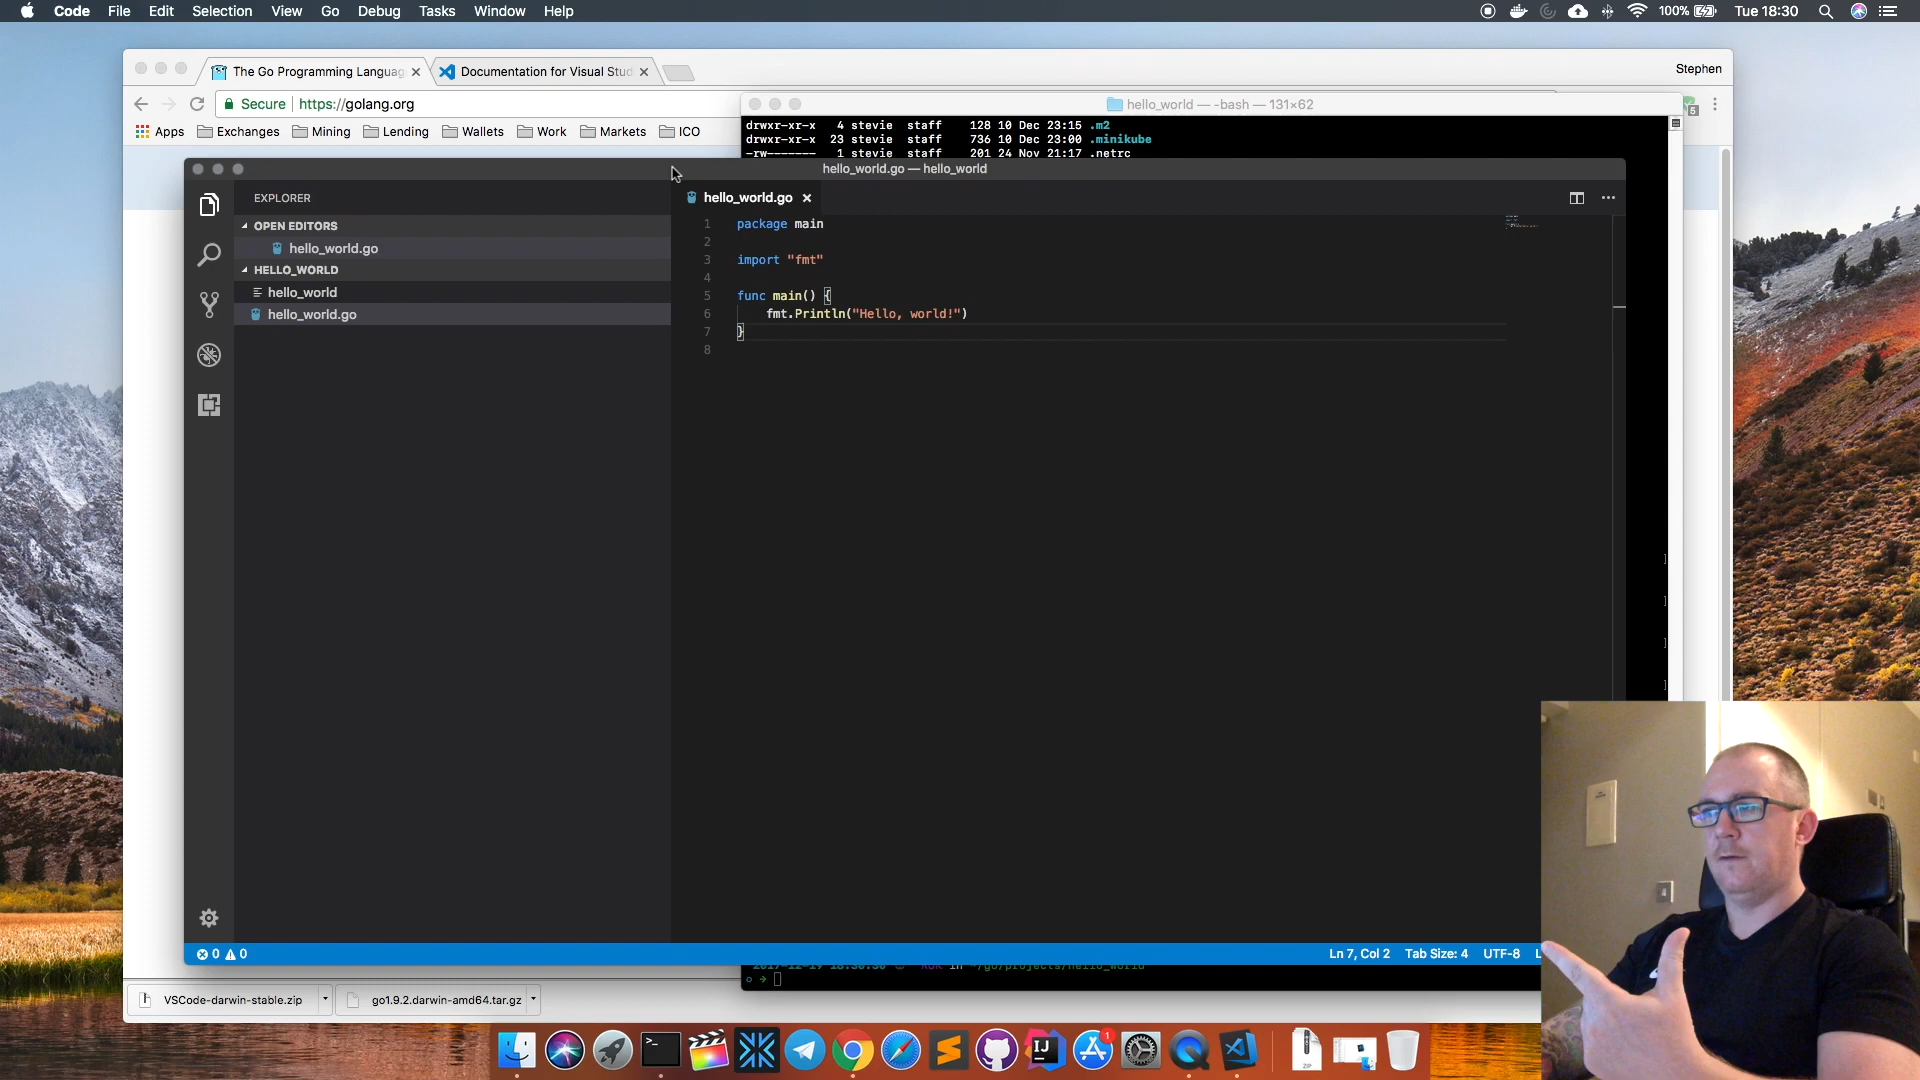 Code File Edit Selection View Go Debug Tasks Window Help 100% Tue 18:30
The Go Programming Languag Documentation for Visual Stud Stephen
Secure https://golang.org
hello_world — -bash — 131×62
Apps Exchanges Mining Lending Wallets Work Markets ICO
drwxr-xr-x 4 stevie staff 128 10 Dec 23:15 .m2
drwxr-xr-x 23 stevie staff 736 10 Dec 23:00 .minikube
-rw------- 1 stevie staff 201 24 Nov 21:17 .netrc
hello_world.go — hello_world
EXPLORER
OPEN EDITORS
hello_world.go
HELLO_WORLD
hello_world
hello_world.go
hello_world.go
1 package main
2
3 import "fmt"
4
5 func main() {
6 fmt.Println("Hello, world!")
7 }
8
0 0 Ln 7, Col 2 Tab Size: 4 UTF-8 L
VSCode-darwin-stable.zip go1.9.2.darwin-amd64.tar.gz
IJ
1
ZIP